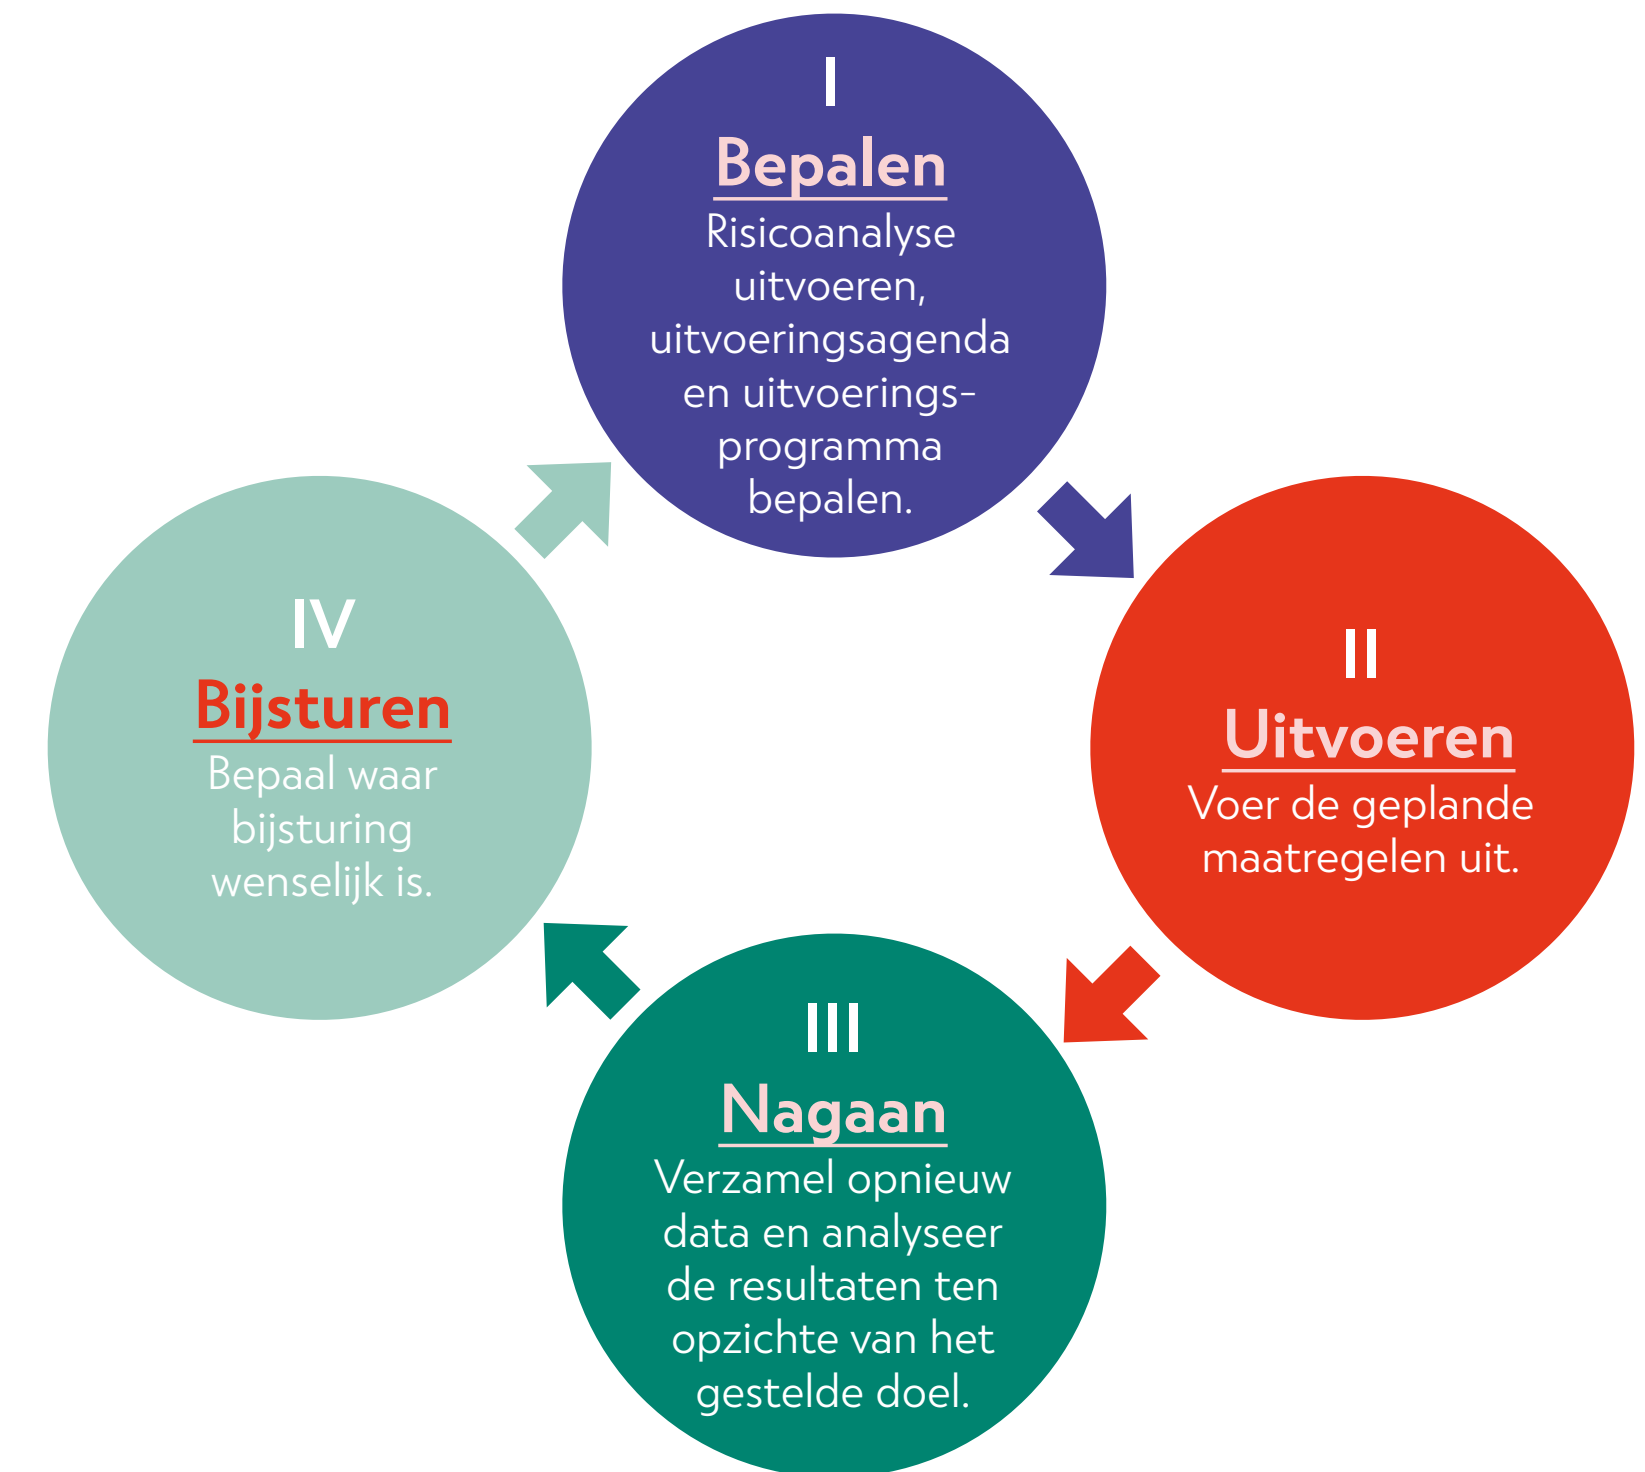 I
Bepalen
Risicoanalyse
uitvoeren,
uitvoeringsagenda
en uitvoerings-
programma
bepalen.
II
Uitvoeren
Voer de geplande
maatregelen uit.
III
Nagaan
Verzamel opnieuw
data en analyseer
de resultaten ten
opzichte van het
gestelde doel.
IV
Bijsturen
Bepaal waar
bijsturing
wenselijk is.